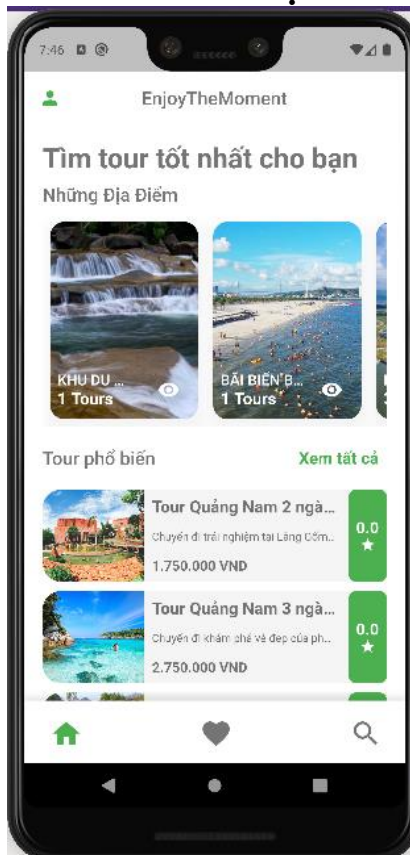 7:46
EnjoyTheMoment
Tìm tour tốt nhất cho bạn
Những Địa Điểm
KHU DU ...
1 Tours
BÃI BIỂN B...
1 Tours
Tour phổ biến
Xem tất cả
Tour Quảng Nam 2 ngà...
Chuyến đi trải nghiệm tại Làng Gốm...
1.750.000 VND
0.0
Tour Quảng Nam 3 ngà...
Chuyến đi khám phá vẻ đẹp của ph...
2.750.000 VND
0.0